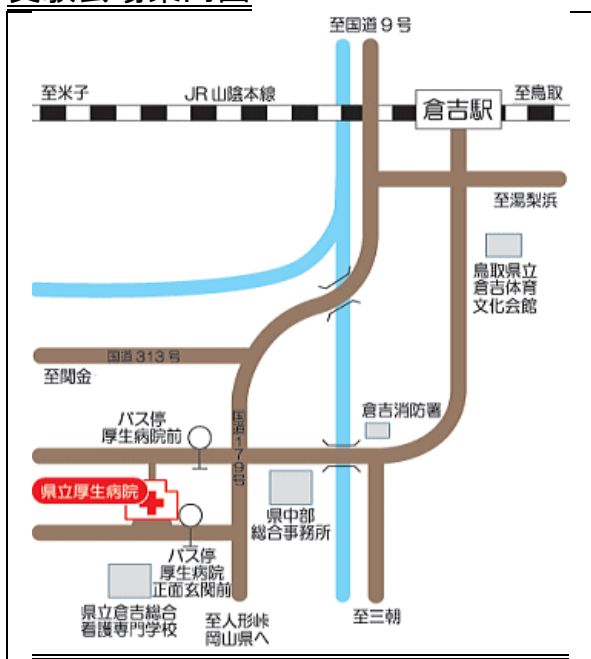 至国道9号
至米子
JR山陰本線
倉吉駅
至鳥取
至湯梨浜
鳥取県立
倉吉体育
文化会館
国道313号
至関金
国道179号
倉吉消防署
バス停
厚生病院前
県立厚生病院
県中部
総合事務所
バス停
厚生病院
正面玄関前
県立倉吉総合
看護専門学校
至人形峠
岡山県へ
至三朝